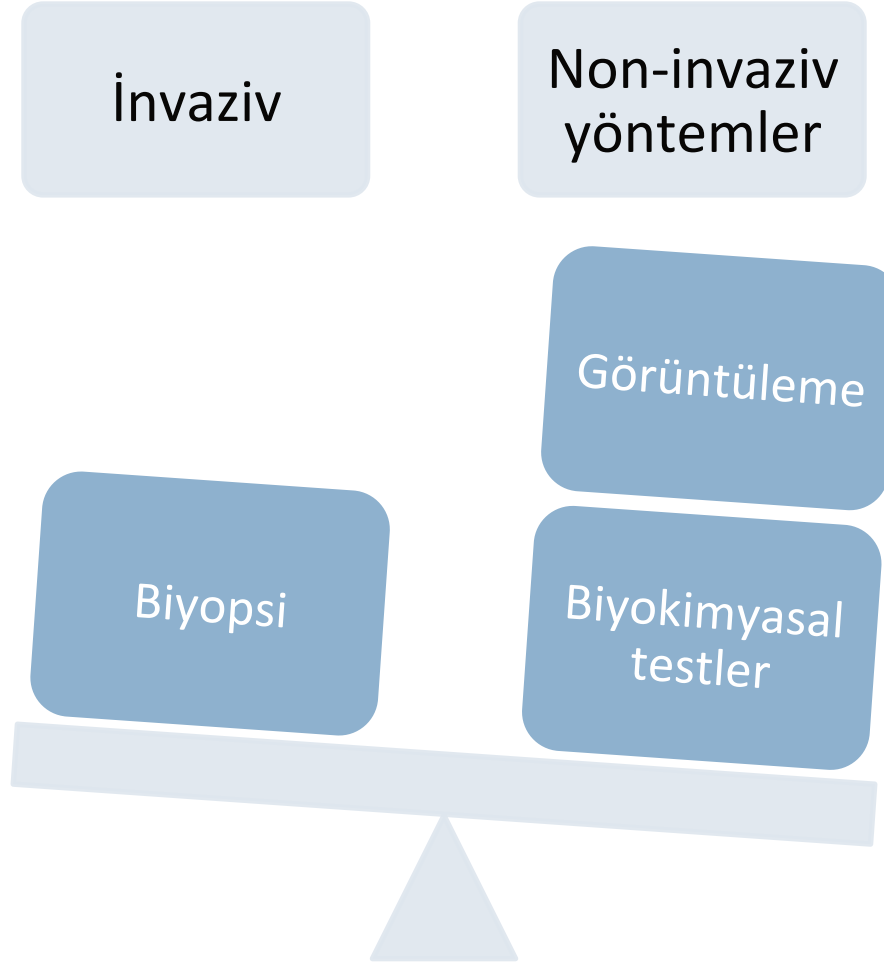 İnvaziv
Non-invaziv
yöntemler
Görüntüleme
Biyopsi
Biyokimyasal
testler